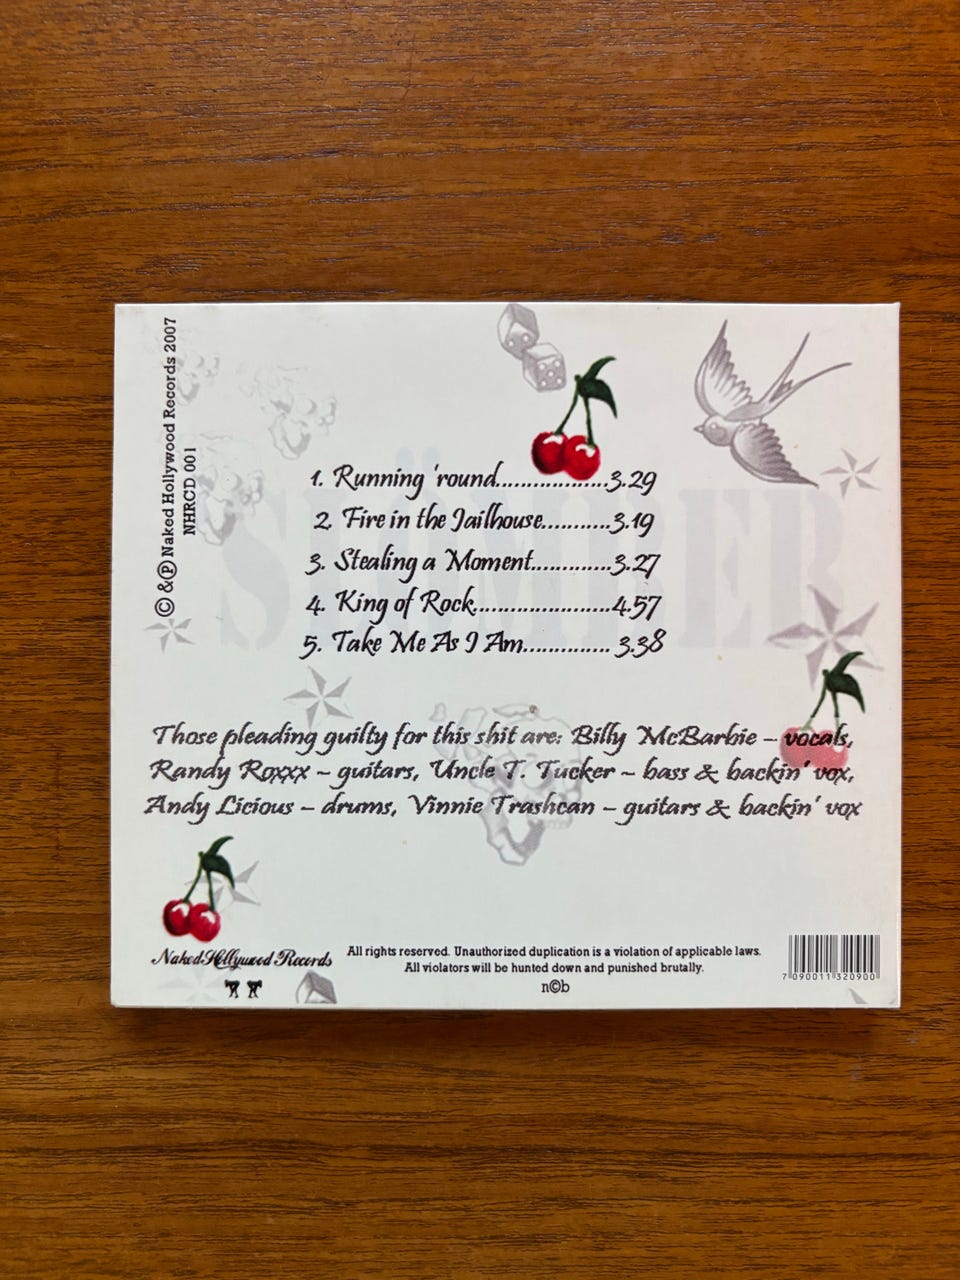 © & ℗ Naked Hollywood Records 2007
NHRCD 001
1. Running 'round..................3.29
2. Fire in the Jailhouse...........3.19
3. Stealing a Moment.............3.27
4. King of Rock.......................4.57
5. Take Me As I Am.............. 3.38
Those pleading guilty for this shit are: Billy McBarbie – vocals,
Randy Roxxx – guitars, Uncle T. Tucker – bass & backin' vox,
Andy Licious – drums, Vinnie Trashcan – guitars & backin' vox
Naked Hollywood Records
All rights reserved. Unauthorized duplication is a violation of applicable laws.
All violators will be hunted down and punished brutally.
n©b
7 090011 320900